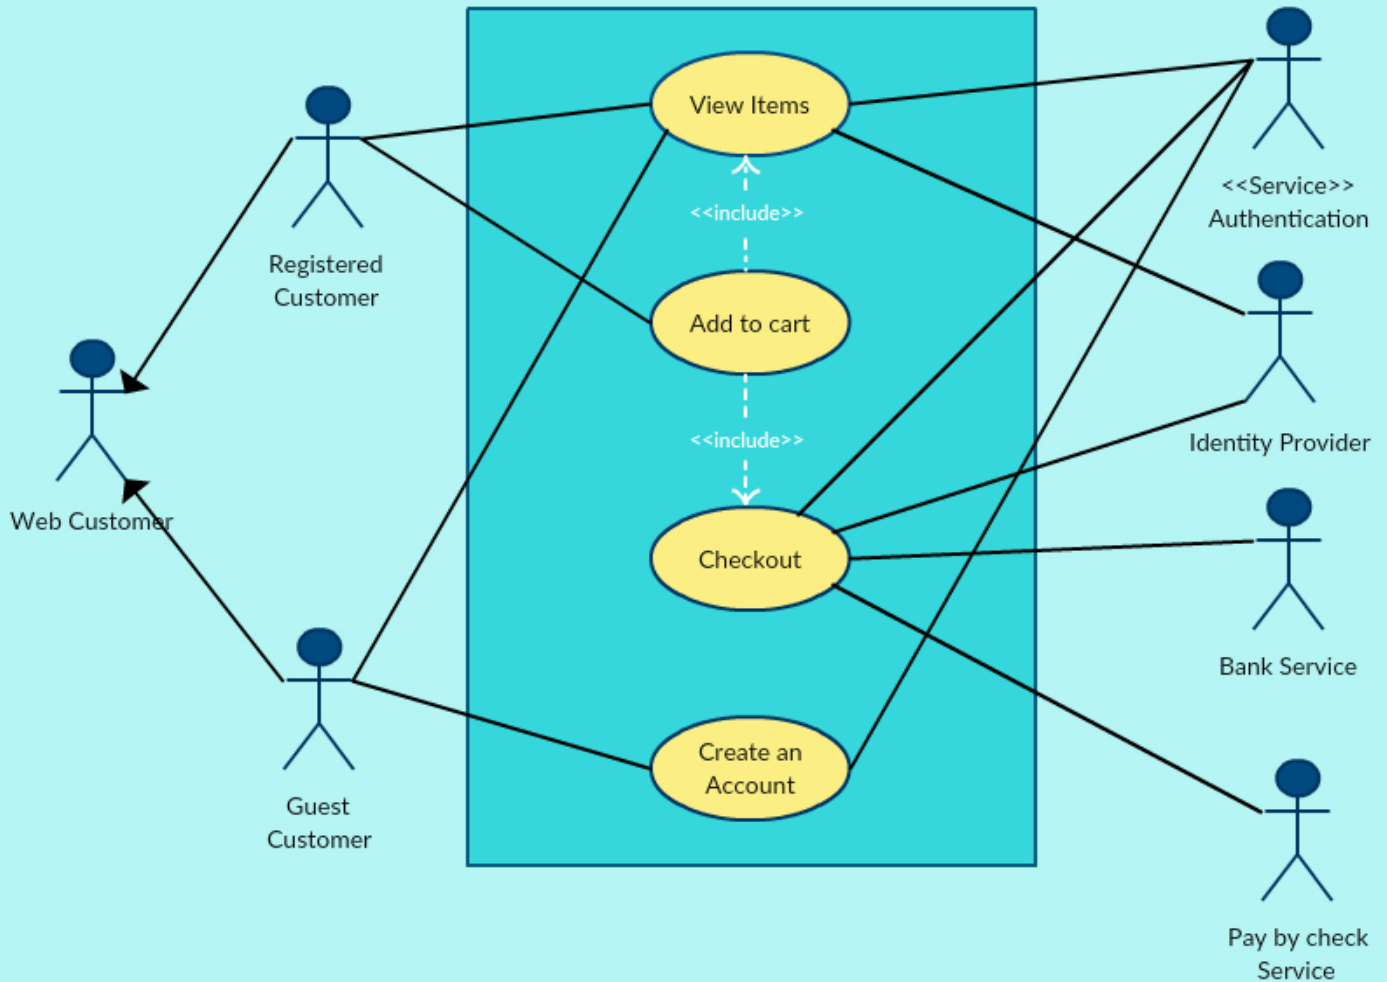 View Items
<<include>>
<<Service>>
Authentication
Registered
Customer
Add to cart
<<include>>
Identity Provider
Web Customer
Checkout
Bank Service
Create an
Account
Guest
Customer
Pay by check
Service